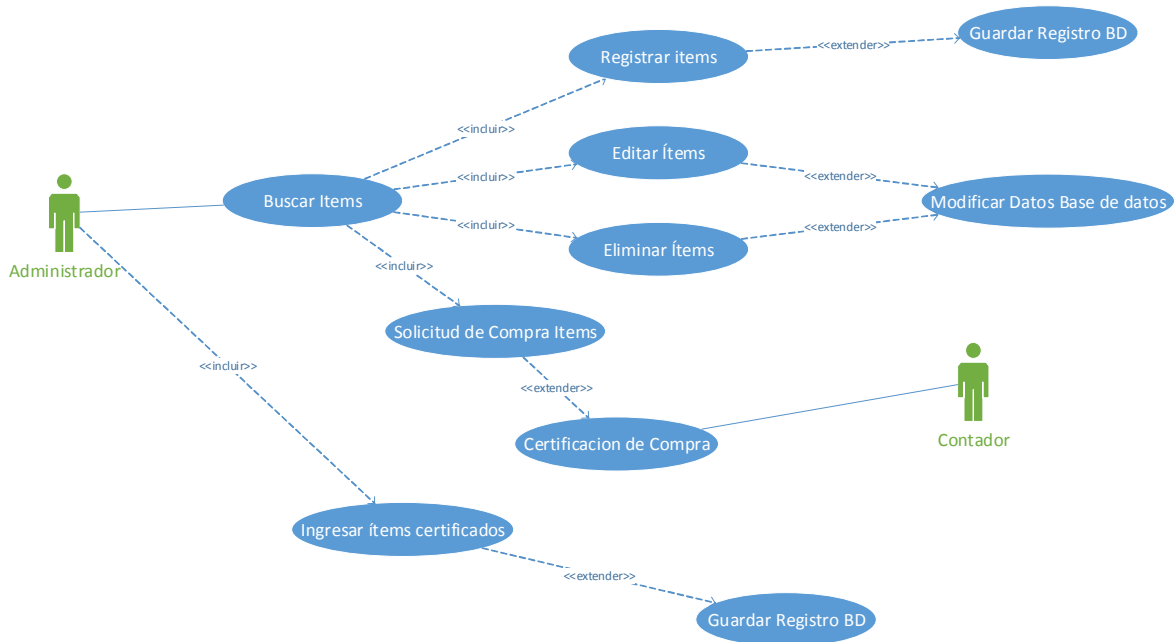 Guardar Registro BD
<<extender>>
Registrar items
<<incluir>>
Editar Ítems
<<incluir>>
<<extender>>
Buscar Items
Modificar Datos Base de datos
<<incluir>>
<<extender>>
Eliminar Ítems
Administrador
<<incluir>>
Solicitud de Compra Items
<<incluir>>
<<extender>>
Certificacion de Compra
Contador
Ingresar ítems certificados
<<extender>>
Guardar Registro BD